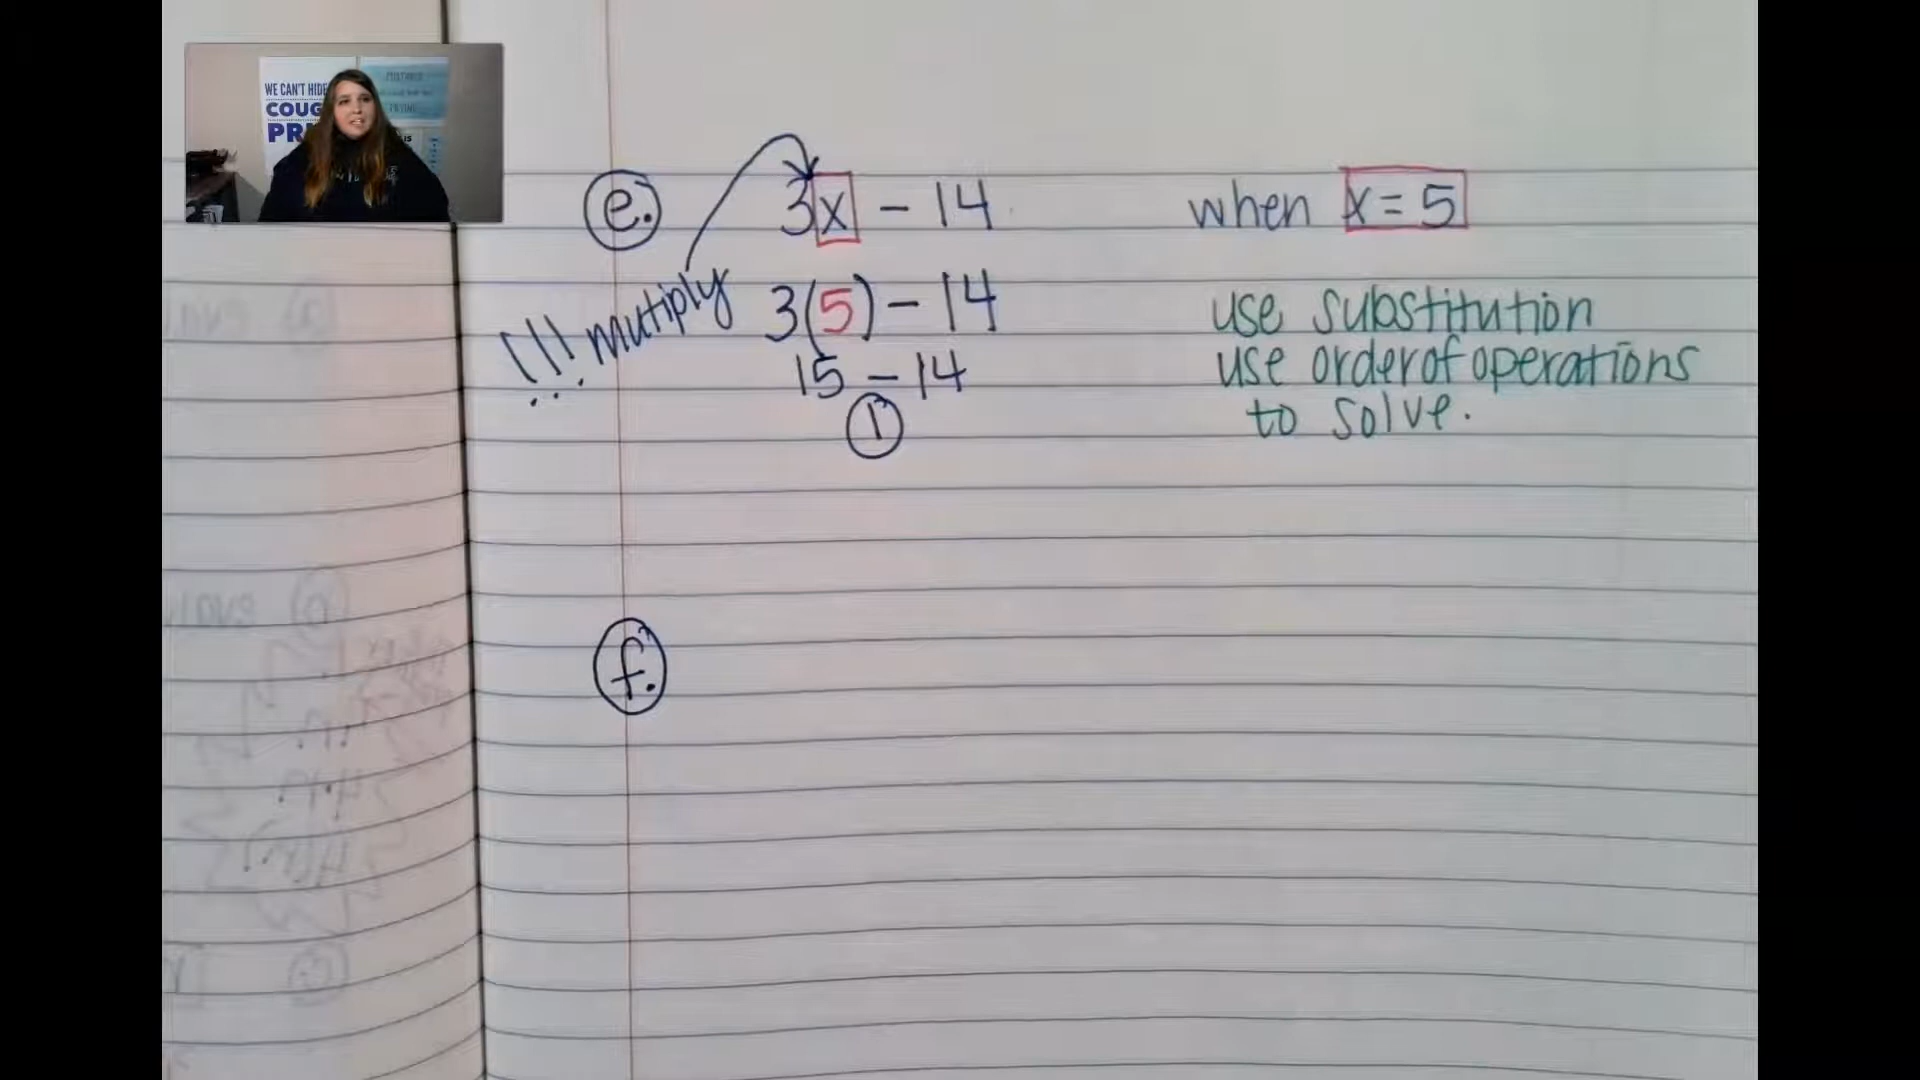 WE CAN'T HIDE
COUG
PR
e. 3x - 14 when x = 5
!!! mutiply 3(5) - 14 use substitution
15 - 14 use order of operations
1 to solve.
f.